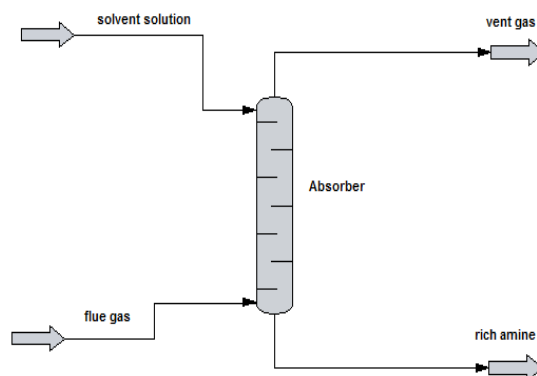 solvent solution
vent gas
Absorber
flue gas
rich amine